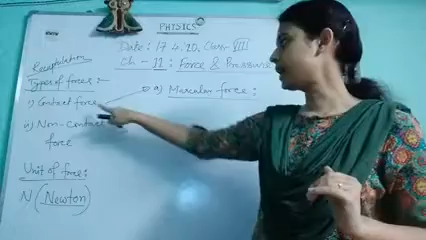 PHYSICS
Date: 17.4.'20, Class VIII
Ch - 11 : Force & Pressure
Recapitulation
Types of forces :-
i) Contact force
a) Muscular force :
ii) Non-Contact
force
Unit of force:
N (Newton)